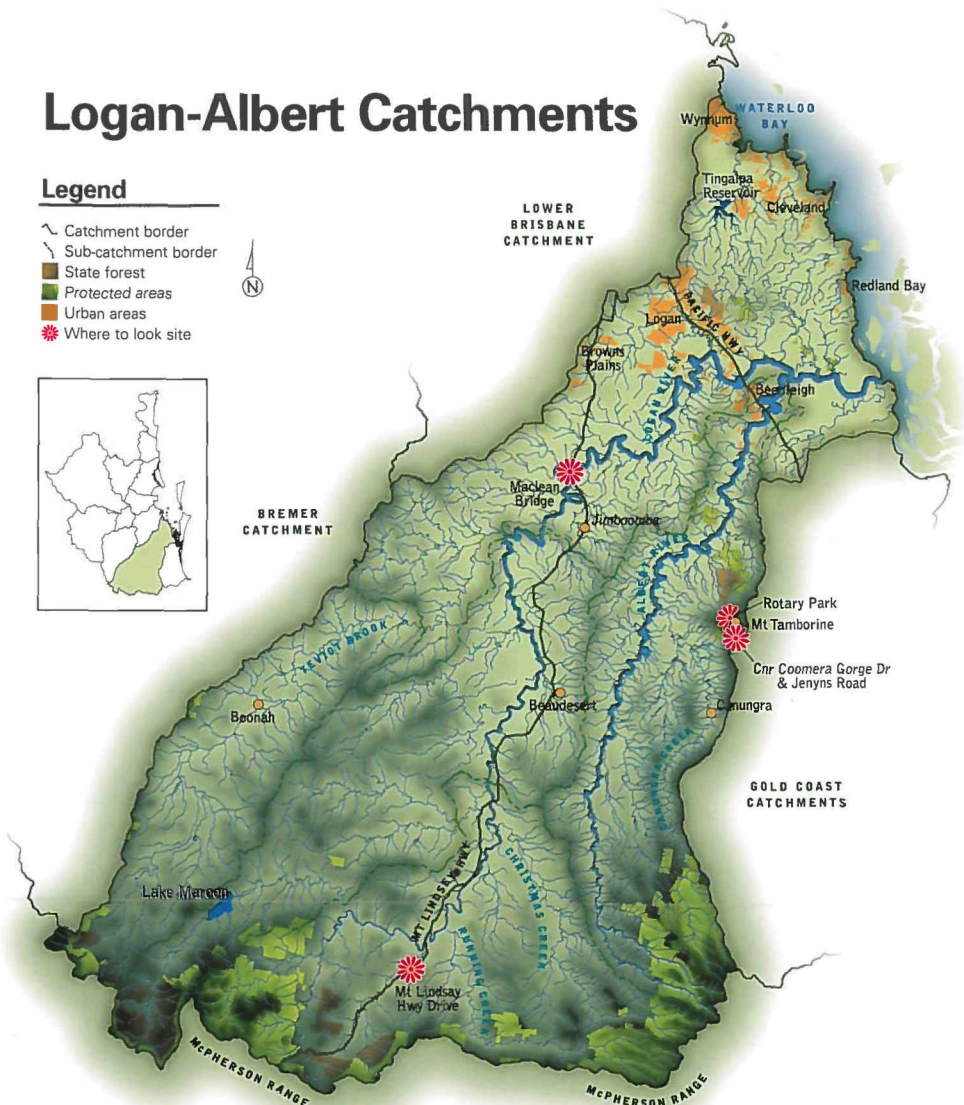 Logan-Albert Catchments
Legend
Catchment border
Sub-catchment border
State forest
Protected areas
Urban areas
Where to look site
N
WATERLOO
BAY
Wynnum
Tingalpa
Reservoir
Cleveland
LOWER
BRISBANE
CATCHMENT
Redland Bay
PACIFIC HWY
Logan
Browns
Plains
LOGAN RIVER
Beenleigh
Maclean
Bridge
Jimboomba
BREMER
CATCHMENT
ALBERT RIVER
Rotary Park
Mt Tamborine
Cnr Coomera Gorge Dr
& Jenyns Road
TEVIOT BROOK
Boonah
Beaudesert
Canungra
CANUNGRA CREEK
GOLD COAST
CATCHMENTS
Lake Maroon
MT LINDSEY HWY
CHRISTMAS CREEK
RUNNING CREEK
Mt Lindsay
Hwy Drive
McPHERSON RANGE
McPHERSON RANGE